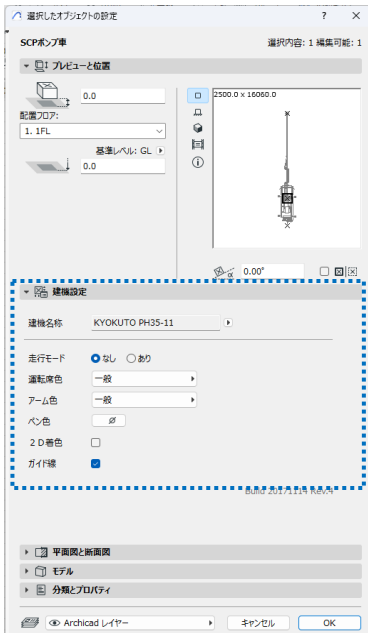 選択したオブジェクトの設定
SCPポンプ車 選択内容: 1 編集可能: 1
プレビューと位置
0.0
配置フロア:
1. 1FL
基準レベル: GL
0.0
2500.0 x 16060.0
α 0.00°
建機設定
建機名称 KYOKUTO PH35-11
走行モード なし あり
運転席色 一般
アーム色 一般
ペン色
2D着色
ガイド線
Build 20171114 Rev.4
平面図と断面図
モデル
分類とプロパティ
Archicad レイヤー キャンセル OK